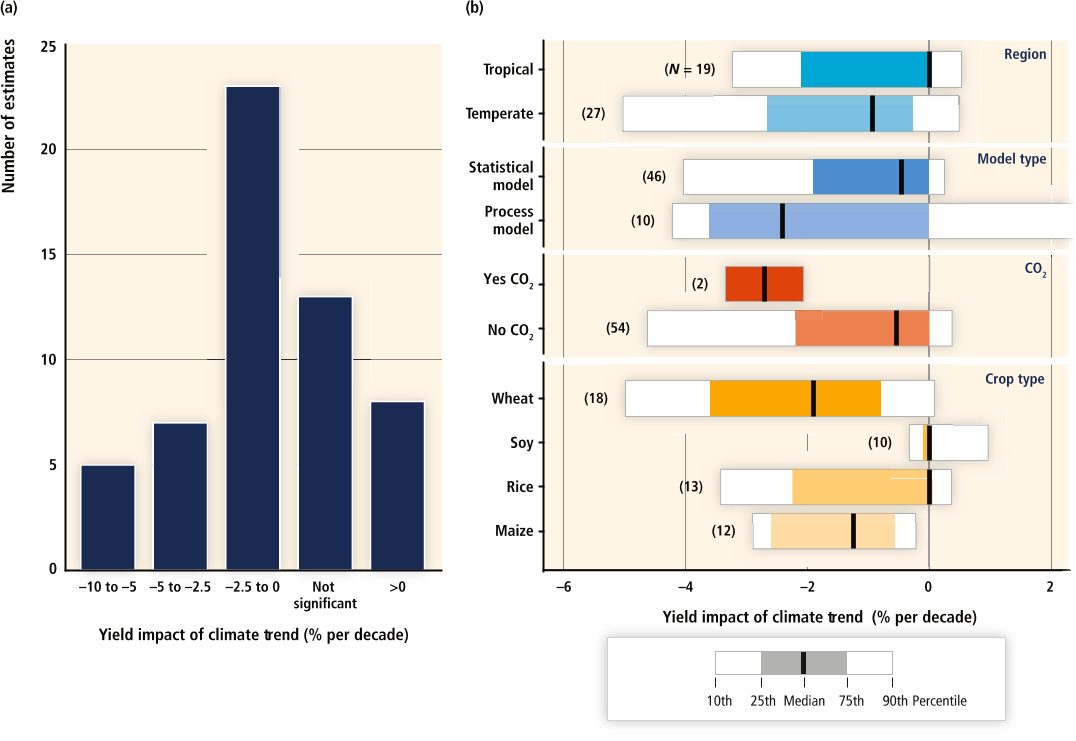 (a)
Number of estimates
25
20
15
10
5
0
−10 to −5
−5 to −2.5
−2.5 to 0
Not
significant
>0
Yield impact of climate trend (% per decade)
(b)
Region
Tropical
(N = 19)
Temperate
(27)
Model type
Statistical
model
(46)
Process
model
(10)
CO2
Yes CO2
(2)
No CO2
(54)
Crop type
Wheat
(18)
Soy
(10)
Rice
(13)
Maize
(12)
−6
−4
−2
0
2
Yield impact of climate trend (% per decade)
10th 25th Median 75th 90th Percentile